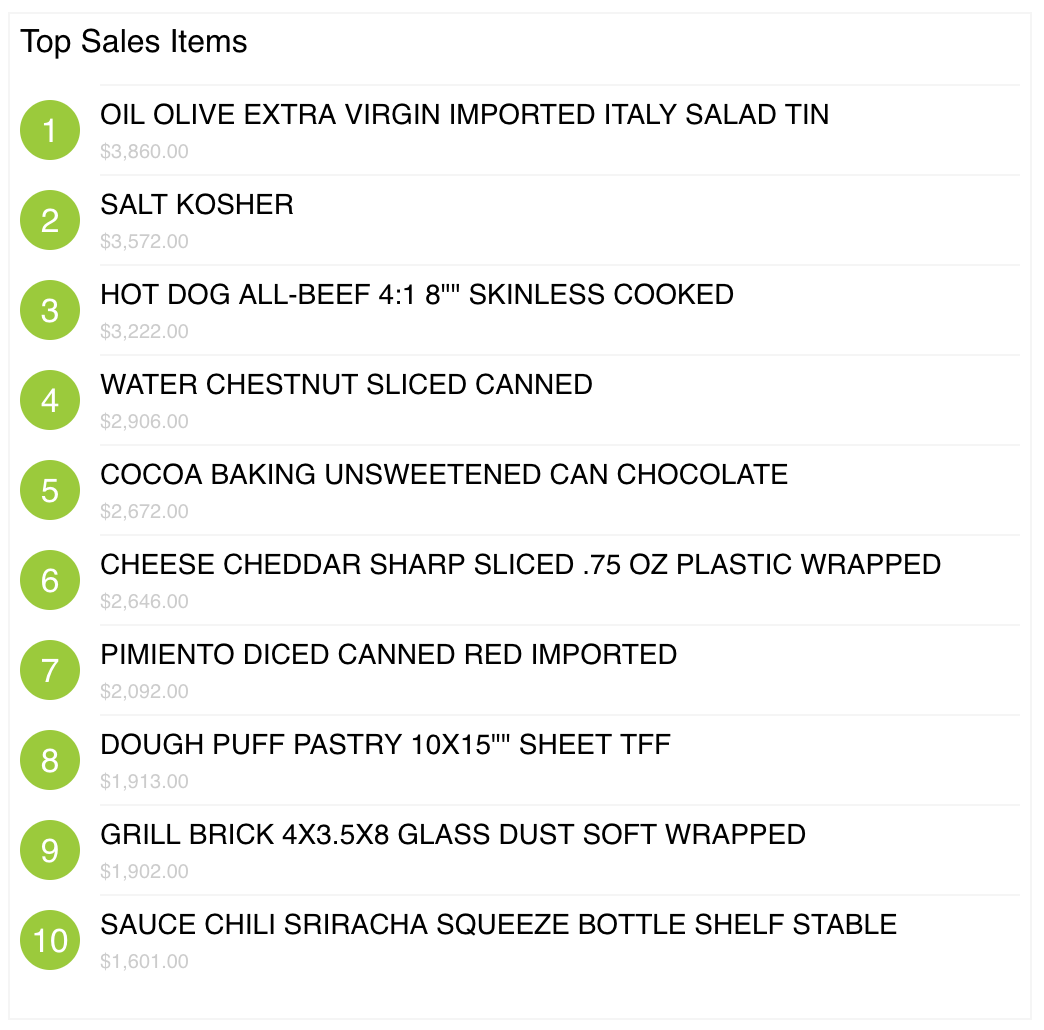 Top Sales Items
1
OIL OLIVE EXTRA VIRGIN IMPORTED ITALY SALAD TIN
$3,860.00
2
SALT KOSHER
$3,572.00
3
HOT DOG ALL-BEEF 4:1 8"" SKINLESS COOKED
$3,222.00
4
WATER CHESTNUT SLICED CANNED
$2,906.00
5
COCOA BAKING UNSWEETENED CAN CHOCOLATE
$2,672.00
6
CHEESE CHEDDAR SHARP SLICED .75 OZ PLASTIC WRAPPED
$2,646.00
7
PIMIENTO DICED CANNED RED IMPORTED
$2,092.00
8
DOUGH PUFF PASTRY 10X15"" SHEET TFF
$1,913.00
9
GRILL BRICK 4X3.5X8 GLASS DUST SOFT WRAPPED
$1,902.00
10
SAUCE CHILI SRIRACHA SQUEEZE BOTTLE SHELF STABLE
$1,601.00